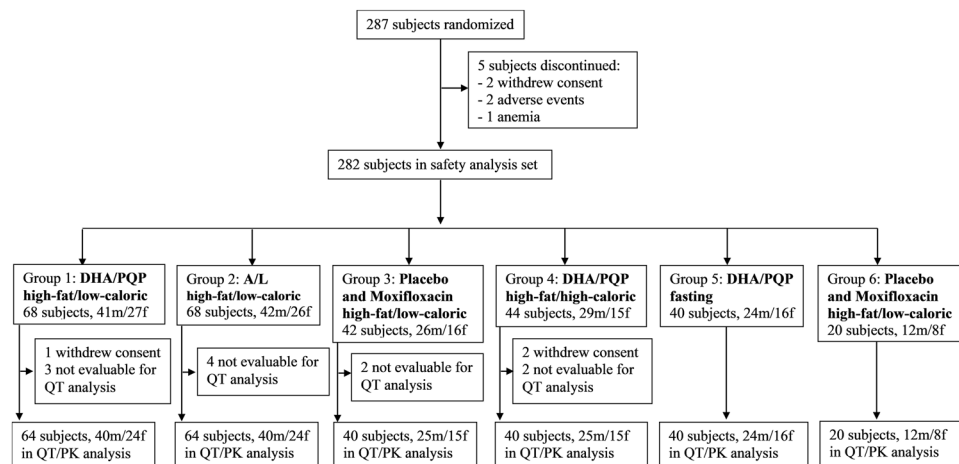 287 subjects randomized
5 subjects discontinued:
- 2 withdrew consent
- 2 adverse events
- 1 anemia
282 subjects in safety analysis set
Group 1: DHA/PQP
high-fat/low-caloric
68 subjects, 41m/27f
Group 2: A/L
high-fat/low-caloric
68 subjects, 42m/26f
Group 3: Placebo
and Moxifloxacin
high-fat/low-caloric
42 subjects, 26m/16f
Group 4: DHA/PQP
high-fat/high-caloric
44 subjects, 29m/15f
Group 5: DHA/PQP
fasting
40 subjects, 24m/16f
Group 6: Placebo
and Moxifloxacin
high-fat/low-caloric
20 subjects, 12m/8f
1 withdrew consent
3 not evaluable for
QT analysis
4 not evaluable for
QT analysis
2 not evaluable for
QT analysis
2 withdrew consent
2 not evaluable for
QT analysis
64 subjects, 40m/24f
in QT/PK analysis
64 subjects, 40m/24f
in QT/PK analysis
40 subjects, 25m/15f
in QT/PK analysis
40 subjects, 25m/15f
in QT/PK analysis
40 subjects, 24m/16f
in QT/PK analysis
20 subjects, 12m/8f
in QT/PK analysis